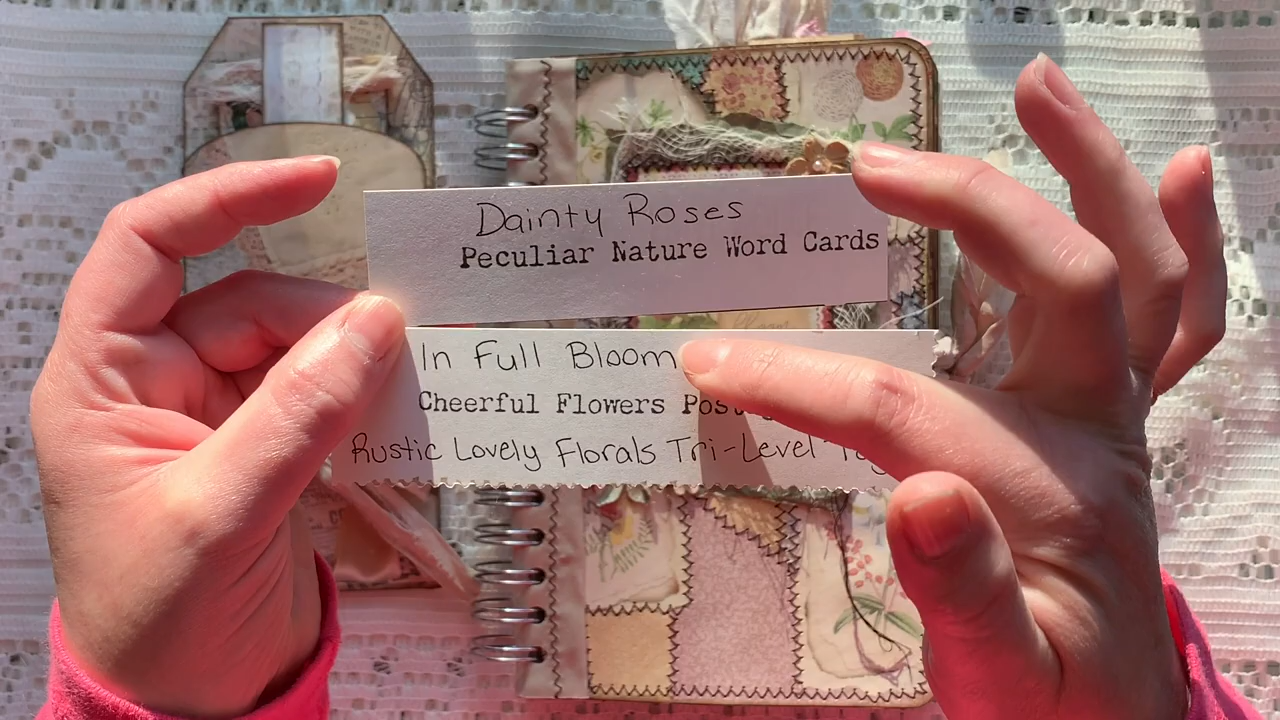 Dainty Roses
Peculiar Nature Word Cards
In Full Bloom
Cheerful Flowers
Rustic Lovely Florals Tri-Level